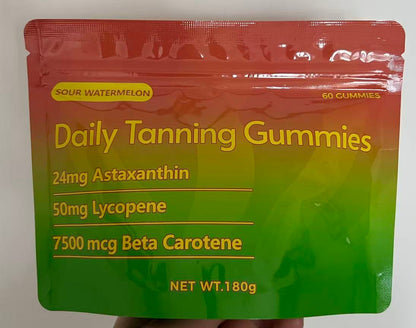 SOUR WATERMELON
60 GUMMIES
Daily Tanning Gummies
24mg Astaxanthin
50mg Lycopene
7500 mcg Beta Carotene
NET WT.180g